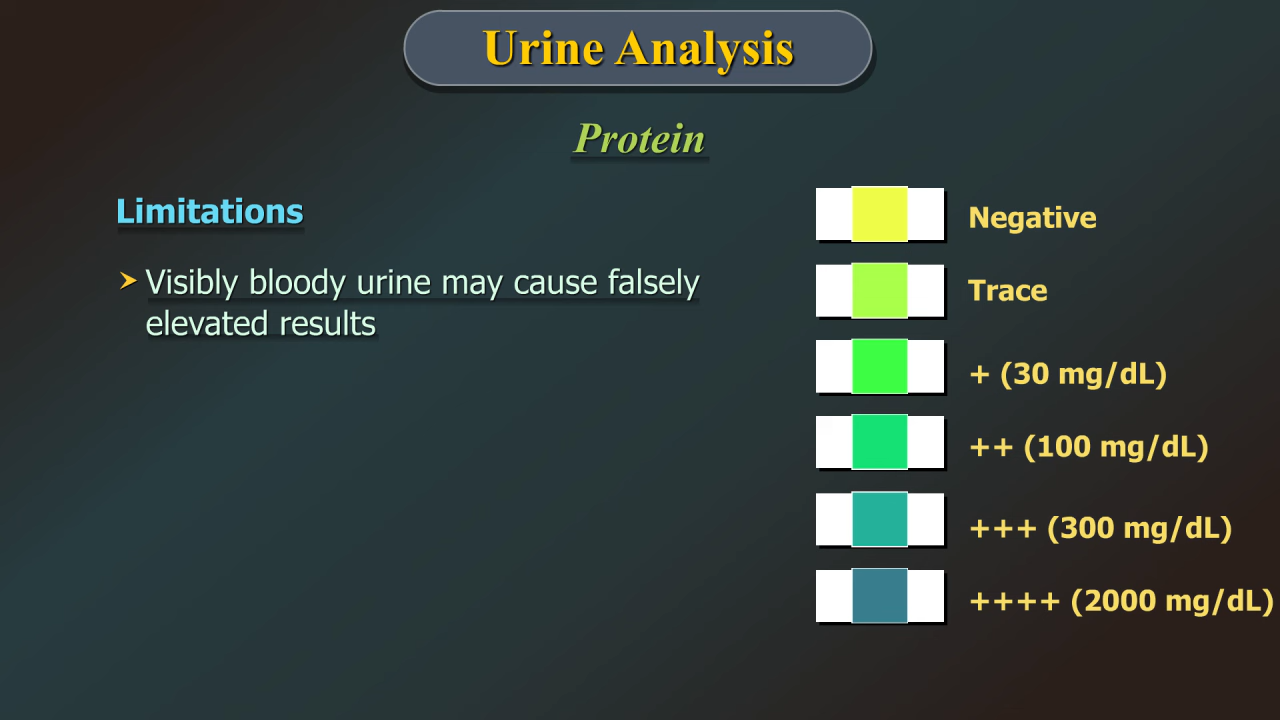 Urine Analysis
Protein
Limitations
Visibly bloody urine may cause falsely
elevated results
Negative
Trace
+ (30 mg/dL)
++ (100 mg/dL)
+++ (300 mg/dL)
++++ (2000 mg/dL)